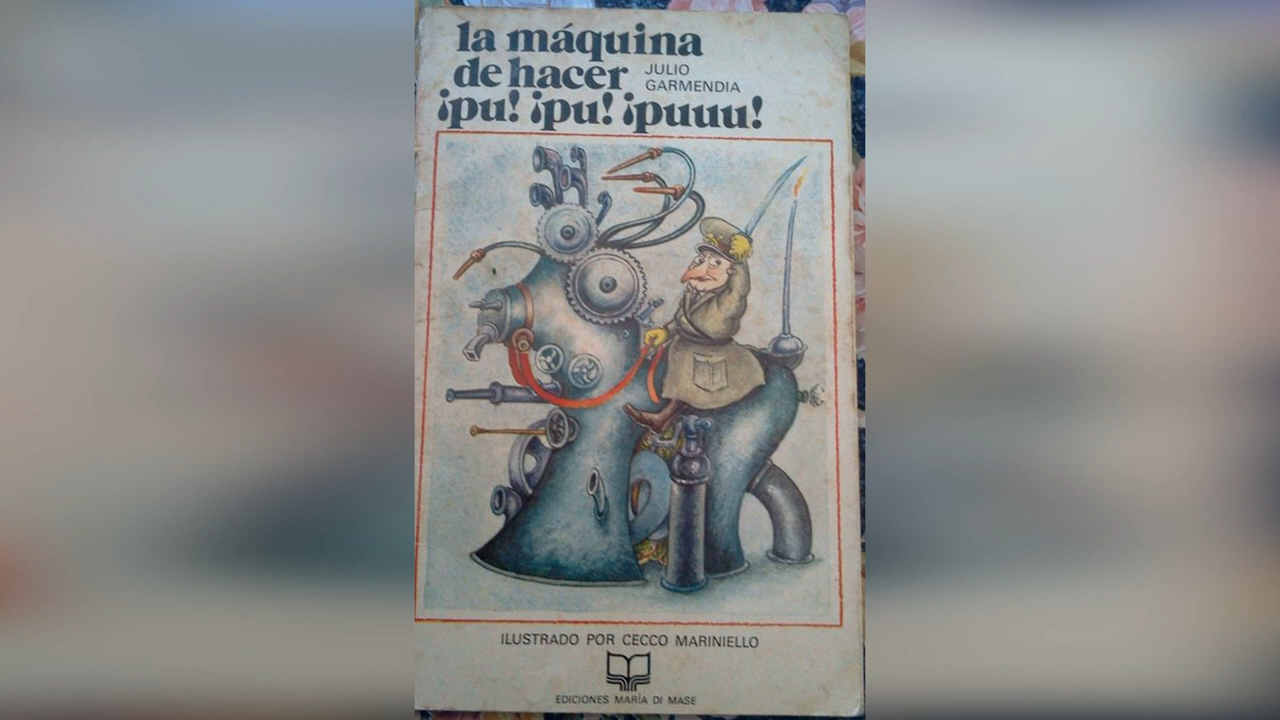 la máquina
de hacer
JULIO
GARMENDIA
¡pu! ¡pu! ¡puuu!
ILUSTRADO POR CECCO MARINIELLO
EDICIONES MARÍA DI MASE